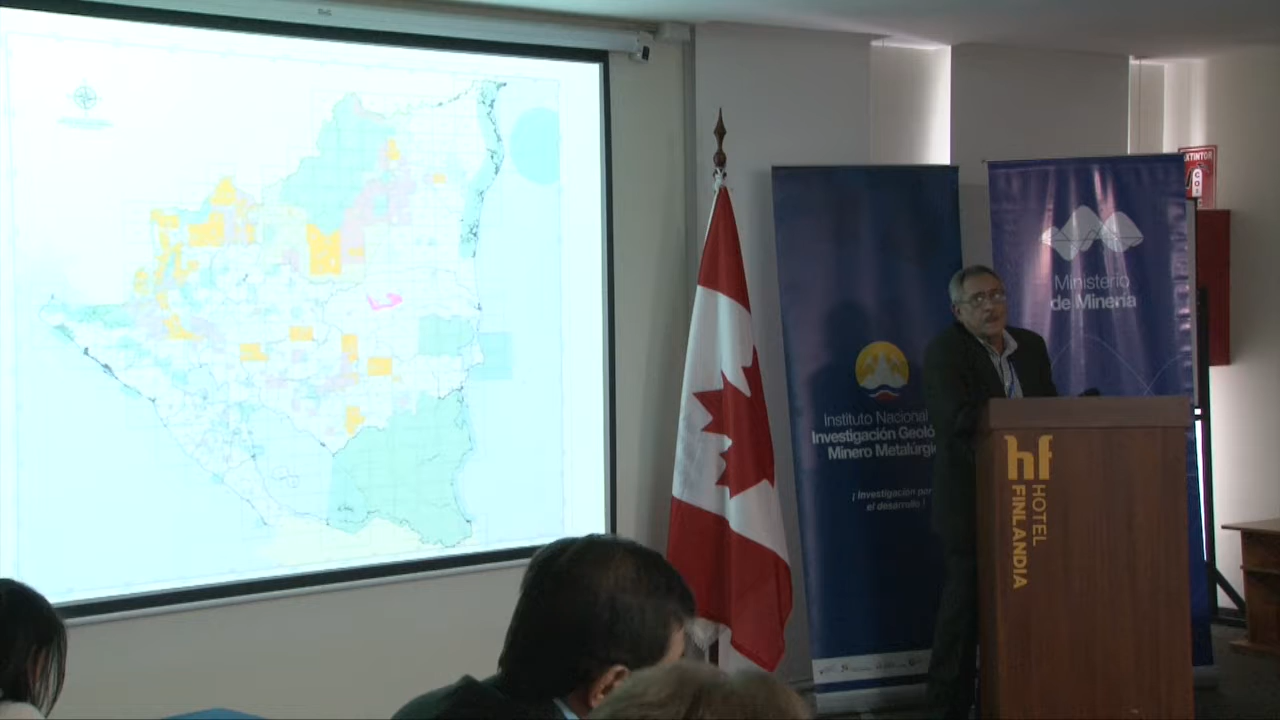 EXTINTOR
CO2
Ministerio
de Minería
Instituto Nacional
Investigación Geoló
Minero Metalúrgi
¡ Investigación par
el desarrollo !
hf
HOTEL
FINLANDIA